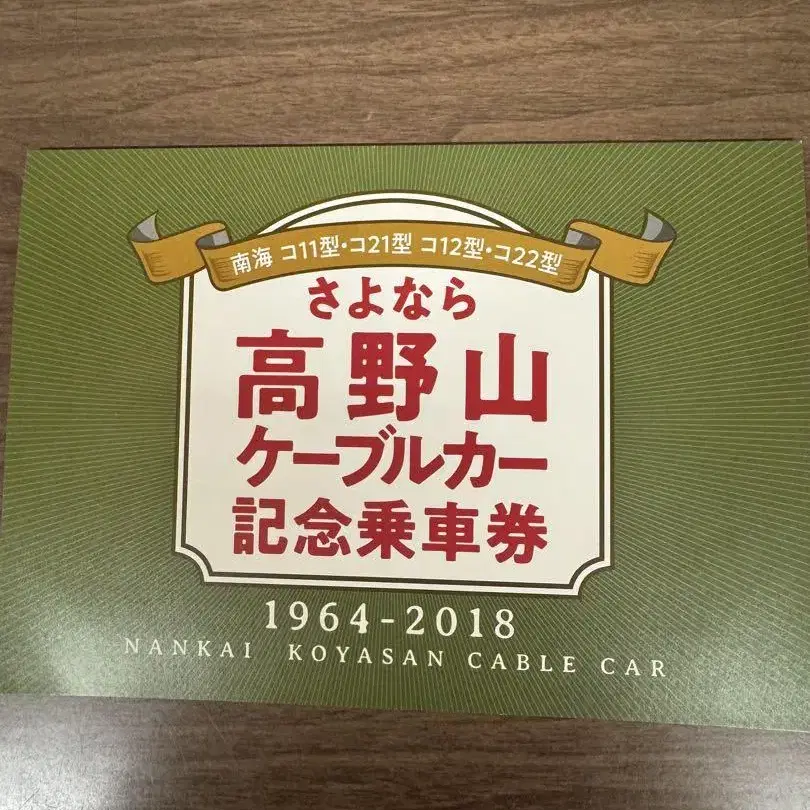 南海 コ11型・コ21型 コ12型・コ22型
さよなら
高野山
ケーブルカー
記念乗車券
1964-2018
NANKAI KOYASAN CABLE CAR